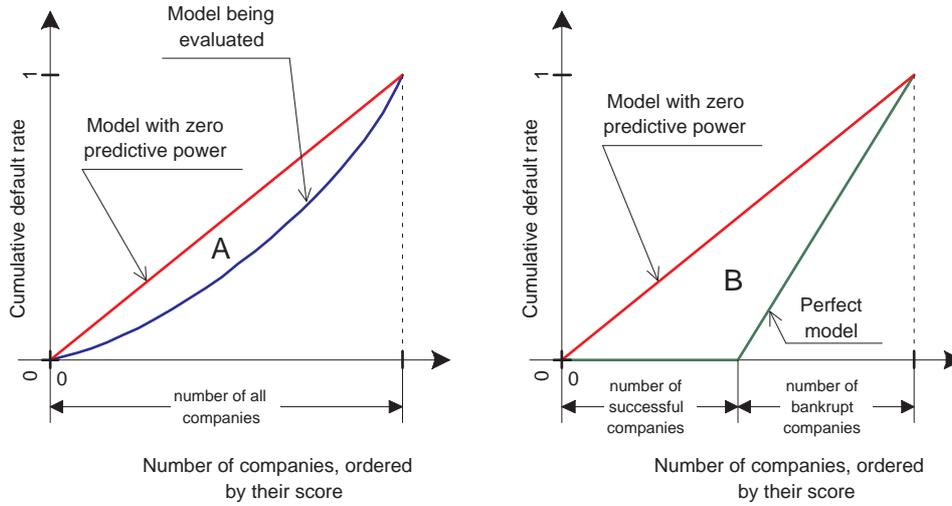 Model being
evaluated
1
Model with zero
predictive power
Cumulative default rate
A
0
0
number of all
companies
Number of companies, ordered
by their score
1
Model with zero
predictive power
Cumulative default rate
B
Perfect
model
0
0
number of
successful
companies
number of
bankrupt
companies
Number of companies, ordered
by their score